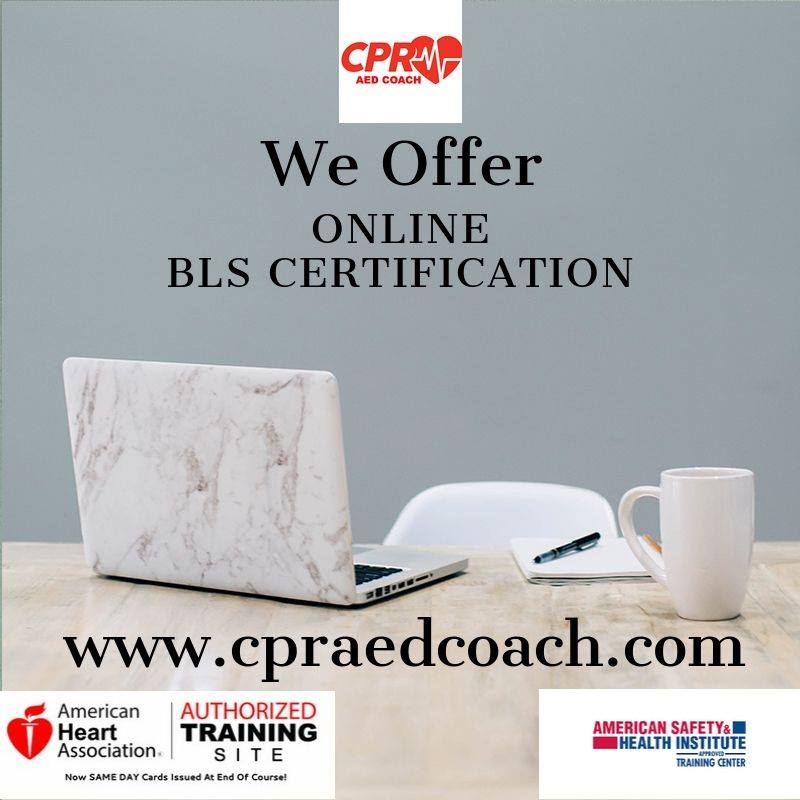 CPR
AED COACH
We Offer
ONLINE
BLS CERTIFICATION
www.cpraedcoach.com
American
Heart
Association®
AUTHORIZED
TRAINING
SITE
Now SAME DAY Cards Issued At End Of Course!
AMERICAN SAFETY&
HEALTH INSTITUTE
APPROVED
TRAINING CENTER